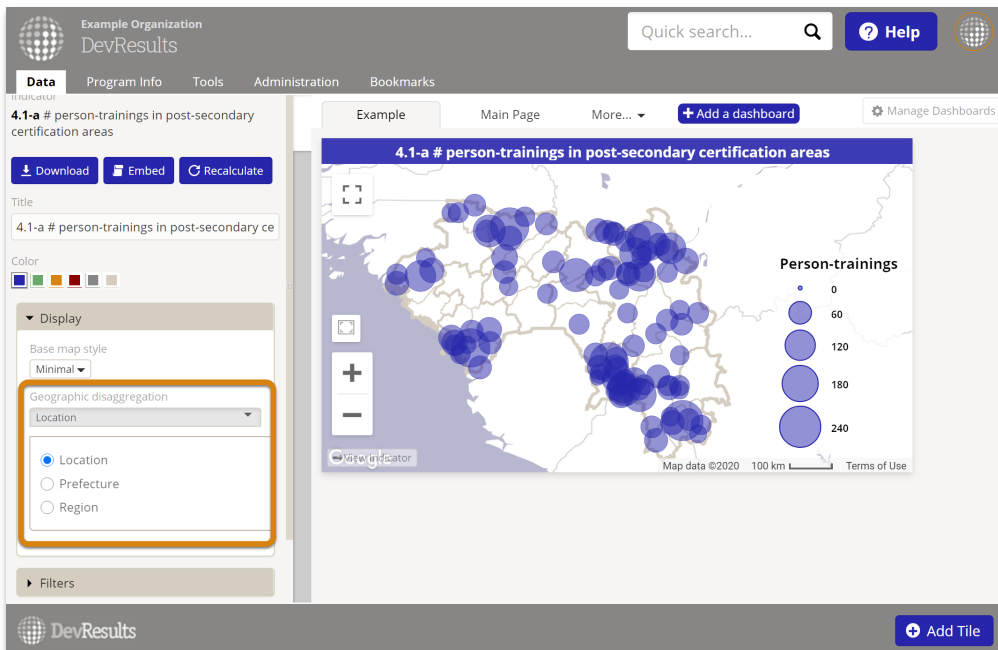 Example Organization
DevResults
Quick search...
Help
Data
Program Info
Tools
Administration
Bookmarks
Indicator
4.1-a # person-trainings in post-secondary
certification areas
Download
Embed
Recalculate
Title
4.1-a # person-trainings in post-secondary ce
Color
Display
Base map style
Minimal
Geographic disaggregation
Location
Location
Prefecture
Region
Filters
Example
Main Page
More...
Add a dashboard
Manage Dashboards
4.1-a # person-trainings in post-secondary certification areas
Person-trainings
0
60
120
180
240
Google
View Indicator
Map data ©2020
100 km
Terms of Use
DevResults
Add Tile